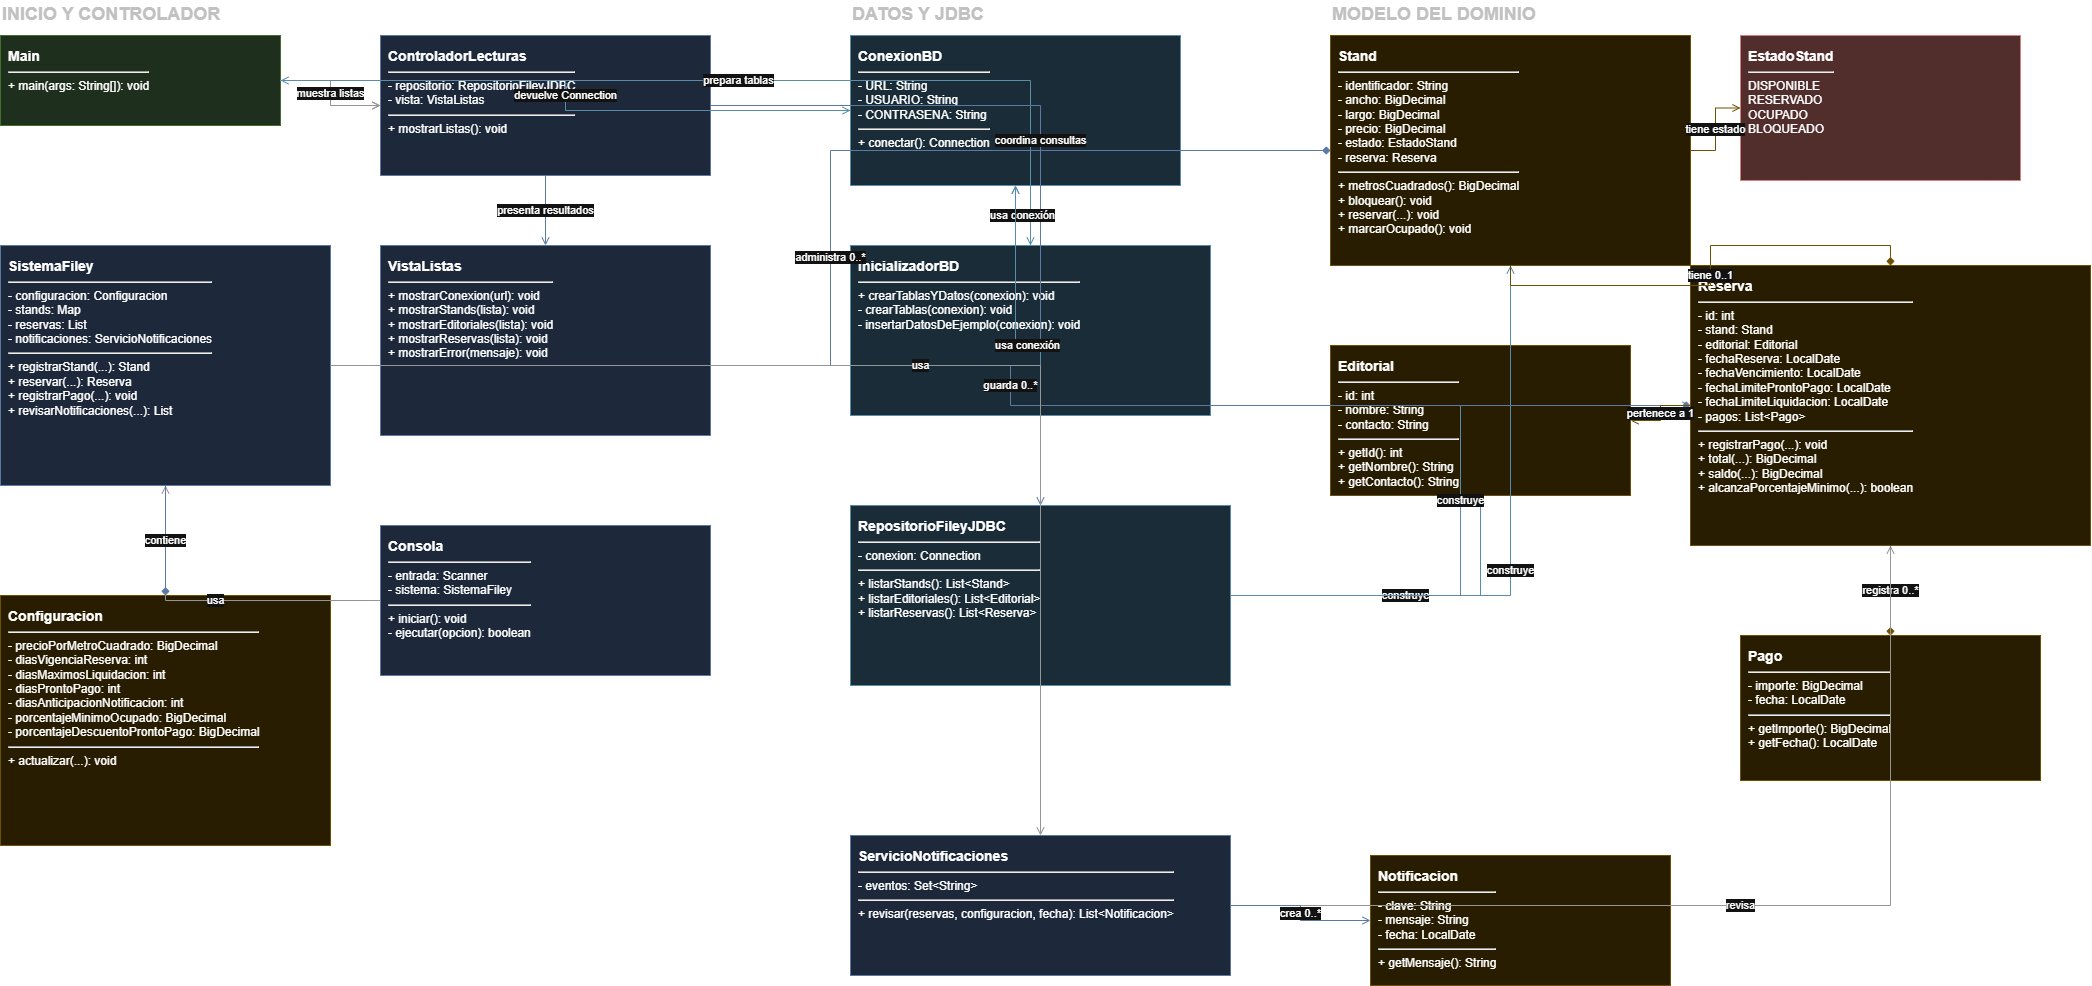 INICIO Y CONTROLADOR
DATOS Y JDBC
MODELO DEL DOMINIO
Main
+ main(args: String[]): void
ControladorLecturas
- repositorio: RepositorioFileyJDBC
- vista: VistaListas
+ mostrarListas(): void
muestra listas
devuelve Connection
prepara tablas
ConexionBD
- URL: String
- USUARIO: String
- CONTRASENA: String
+ conectar(): Connection
coordina consultas
Stand
- identificador: String
- ancho: BigDecimal
- largo: BigDecimal
- precio: BigDecimal
- estado: EstadoStand
- reserva: Reserva
+ metrosCuadrados(): BigDecimal
+ bloquear(): void
+ reservar(...): void
+ marcarOcupado(): void
tiene estado
EstadoStand
DISPONIBLE
RESERVADO
OCUPADO
BLOQUEADO
presenta resultados
usa conexión
administra 0..*
SistemaFiley
- configuracion: Configuracion
- stands: Map
- reservas: List
- notificaciones: ServicioNotificaciones
+ registrarStand(...): Stand
+ reservar(...): Reserva
+ registrarPago(...): void
+ revisarNotificaciones(...): List
VistaListas
+ mostrarConexion(url): void
+ mostrarStands(lista): void
+ mostrarEditoriales(lista): void
+ mostrarReservas(lista): void
+ mostrarError(mensaje): void
InicializadorBD
+ crearTablasYDatos(conexion): void
- crearTablas(conexion): void
- insertarDatosDeEjemplo(conexion): void
usa conexión
usa
guarda 0..*
tiene 0..1
Reserva
- id: int
- stand: Stand
- editorial: Editorial
- fechaReserva: LocalDate
- fechaVencimiento: LocalDate
- fechaLimiteProntoPago: LocalDate
- fechaLimiteLiquidacion: LocalDate
- pagos: List<Pago>
+ registrarPago(...): void
+ total(...): BigDecimal
+ saldo(...): BigDecimal
+ alcanzaPorcentajeMinimo(...): boolean
Editorial
- id: int
- nombre: String
- contacto: String
+ getId(): int
+ getNombre(): String
+ getContacto(): String
pertenece a 1
construye
construye
construye
contiene
usa
Consola
- entrada: Scanner
- sistema: SistemaFiley
+ iniciar(): void
- ejecutar(opcion): boolean
RepositorioFileyJDBC
- conexion: Connection
+ listarStands(): List<Stand>
+ listarEditoriales(): List<Editorial>
+ listarReservas(): List<Reserva>
Configuracion
- precioPorMetroCuadrado: BigDecimal
- diasVigenciaReserva: int
- diasMaximosLiquidacion: int
- diasProntoPago: int
- diasAnticipacionNotificacion: int
- porcentajeMinimoOcupado: BigDecimal
- porcentajeDescuentoProntoPago: BigDecimal
+ actualizar(...): void
registra 0..*
Pago
- importe: BigDecimal
- fecha: LocalDate
+ getImporte(): BigDecimal
+ getFecha(): LocalDate
ServicioNotificaciones
- eventos: Set<String>
+ revisar(reservas, configuracion, fecha): List<Notificacion>
crea 0..*
Notificacion
- clave: String
- mensaje: String
- fecha: LocalDate
+ getMensaje(): String
revisa